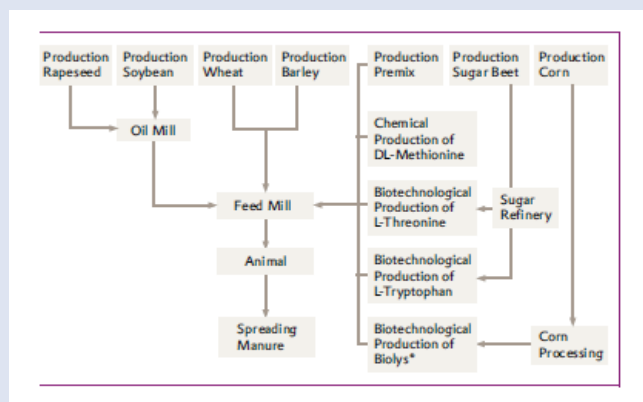 Production
Rapeseed
Production
Soybean
Production
Wheat
Production
Barley
Production
Premix
Production
Sugar Beet
Production
Corn
Oil Mill
Chemical
Production of
DL-Methionine
Feed Mill
Biotechnological
Production of
L-Threonine
Sugar
Refinery
Animal
Biotechnological
Production of
L-Tryptophan
Spreading
Manure
Biotechnological
Production of
Biolys*
Corn
Processing